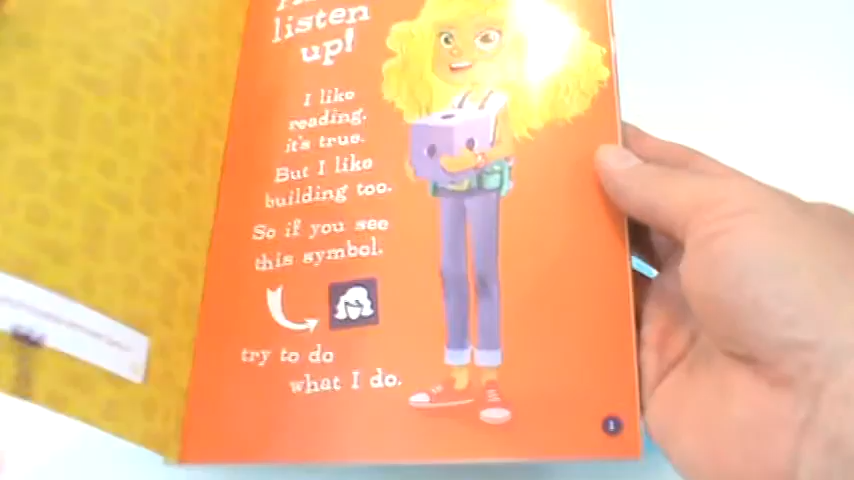 listen
up!
I like
reading,
it's true.
But I like
building too.
So if you see
this symbol,
try to do
what I do.
1